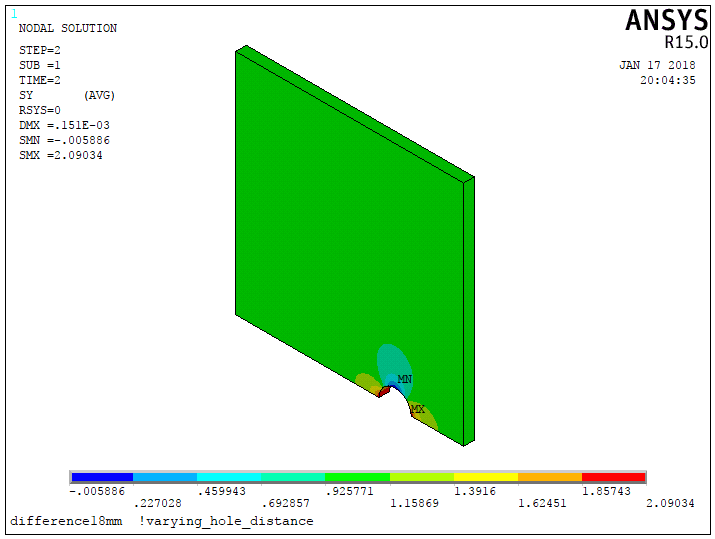 1
NODAL SOLUTION
STEP=2
SUB =1
TIME=2
SY (AVG)
RSYS=0
DMX =.151E-03
SMN =-.005886
SMX =2.09034
ANSYS
R15.0
JAN 17 2018
20:04:35
MN
MX
-.005886 .459943 .925771 1.3916 1.85743
.227028 .692857 1.15869 1.62451 2.09034
difference18mm !varying_hole_distance